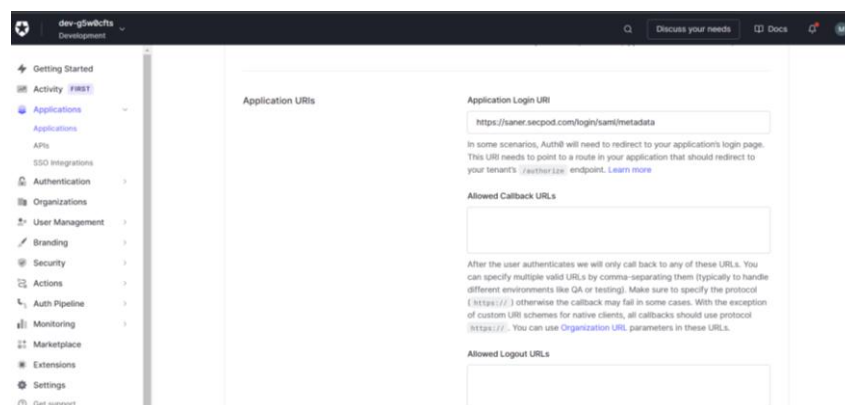 dev-g5w0cfts
Development
Discuss your needs
Docs
M
Getting Started
Activity FIRST
Applications
Applications
APIs
SSO Integrations
Authentication
Organizations
User Management
Branding
Security
Actions
Auth Pipeline
Monitoring
Marketplace
Extensions
Settings
Get support
Application URIs
Application Login URI
https://saner.secpod.com/login/saml/metadata
In some scenarios, Auth0 will need to redirect to your application's login page.
This URI needs to point to a route in your application that should redirect to
your tenant's /authorize endpoint. Learn more
Allowed Callback URLs
After the user authenticates we will only call back to any of these URLs. You
can specify multiple valid URLs by comma-separating them (typically to handle
different environments like QA or testing). Make sure to specify the protocol
( https:// ) otherwise the callback may fail in some cases. With the exception
of custom URI schemes for native clients, all callbacks should use protocol
https:// . You can use Organization URL parameters in these URLs.
Allowed Logout URLs